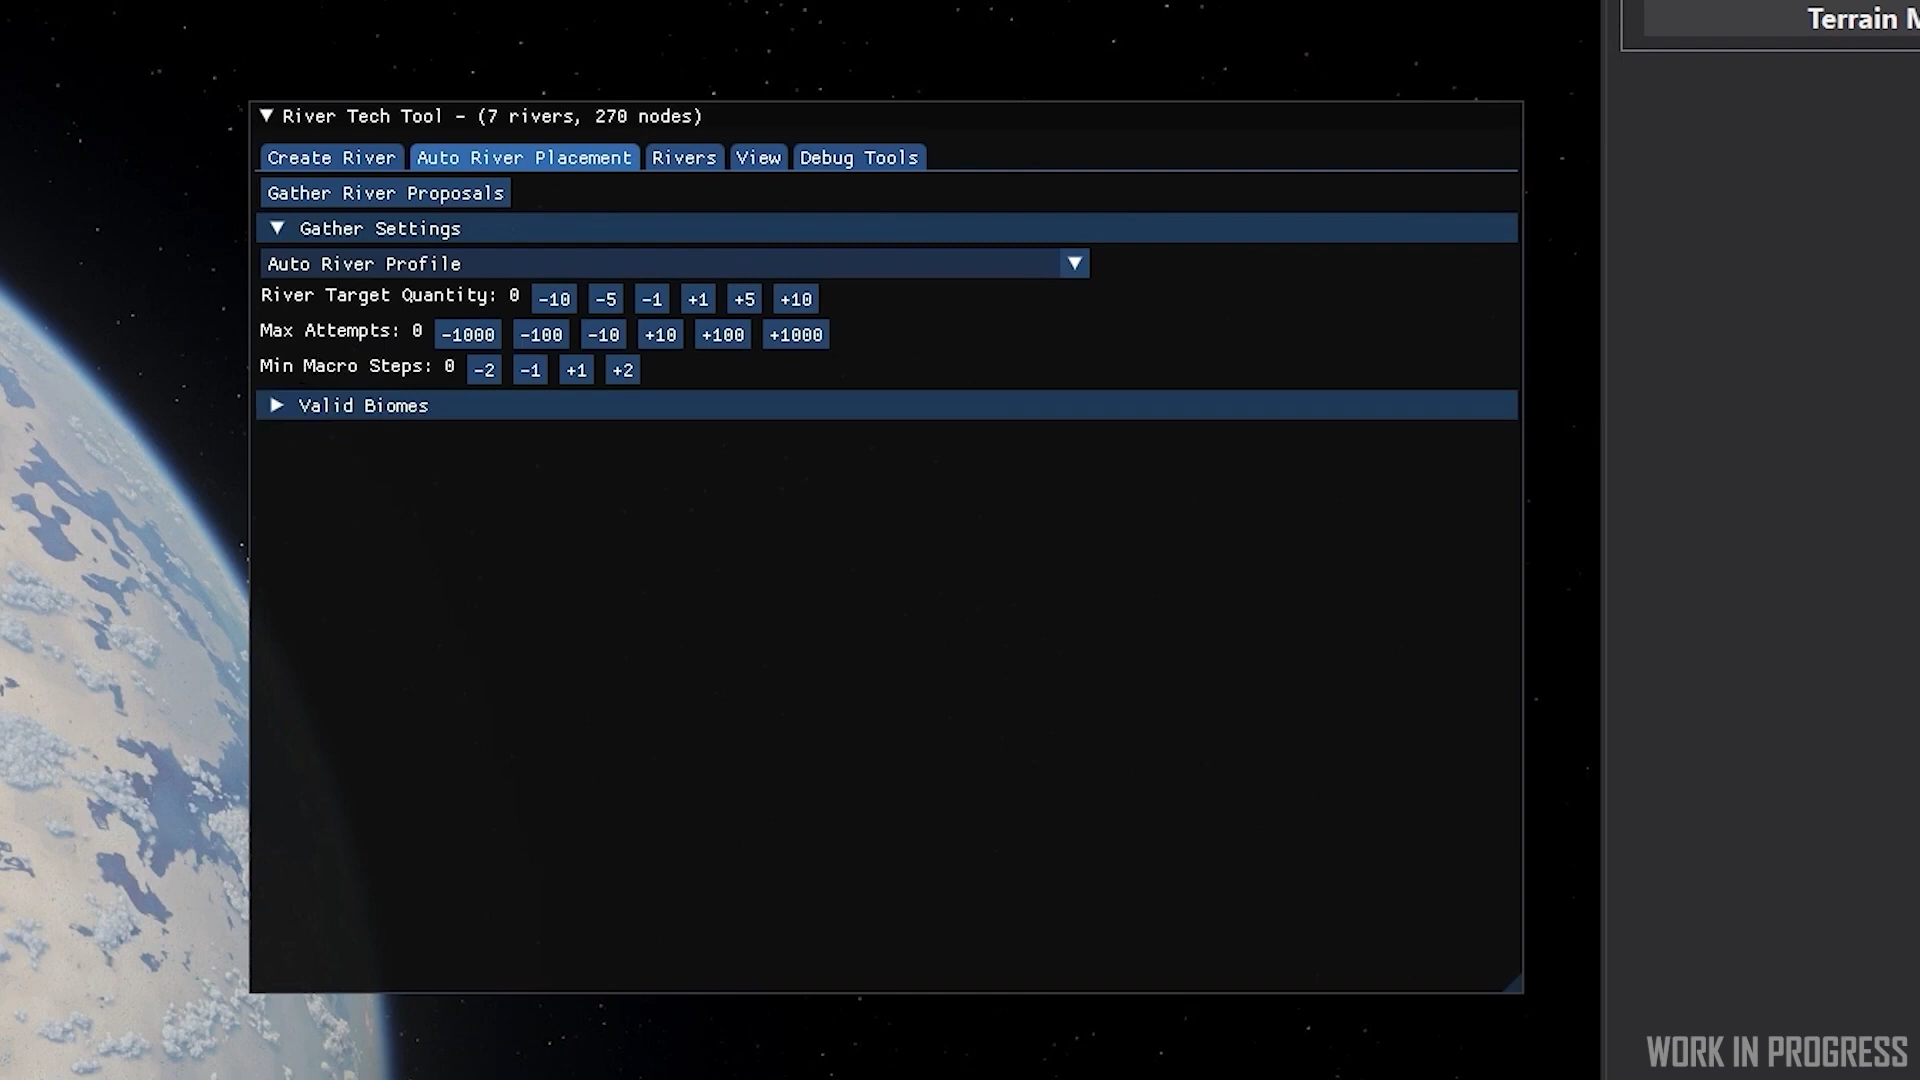 Terrain
River Tech Tool - (7 rivers, 270 nodes)
Create River Auto River Placement Rivers View Debug Tools
Gather River Proposals
Gather Settings
Auto River Profile
River Target Quantity: 0 -10 -5 -1 +1 +5 +10
Max Attempts: 0 -1000 -100 -10 +10 +100 +1000
Min Macro Steps: 0 -2 -1 +1 +2
Valid Biomes
WORK IN PROGRESS